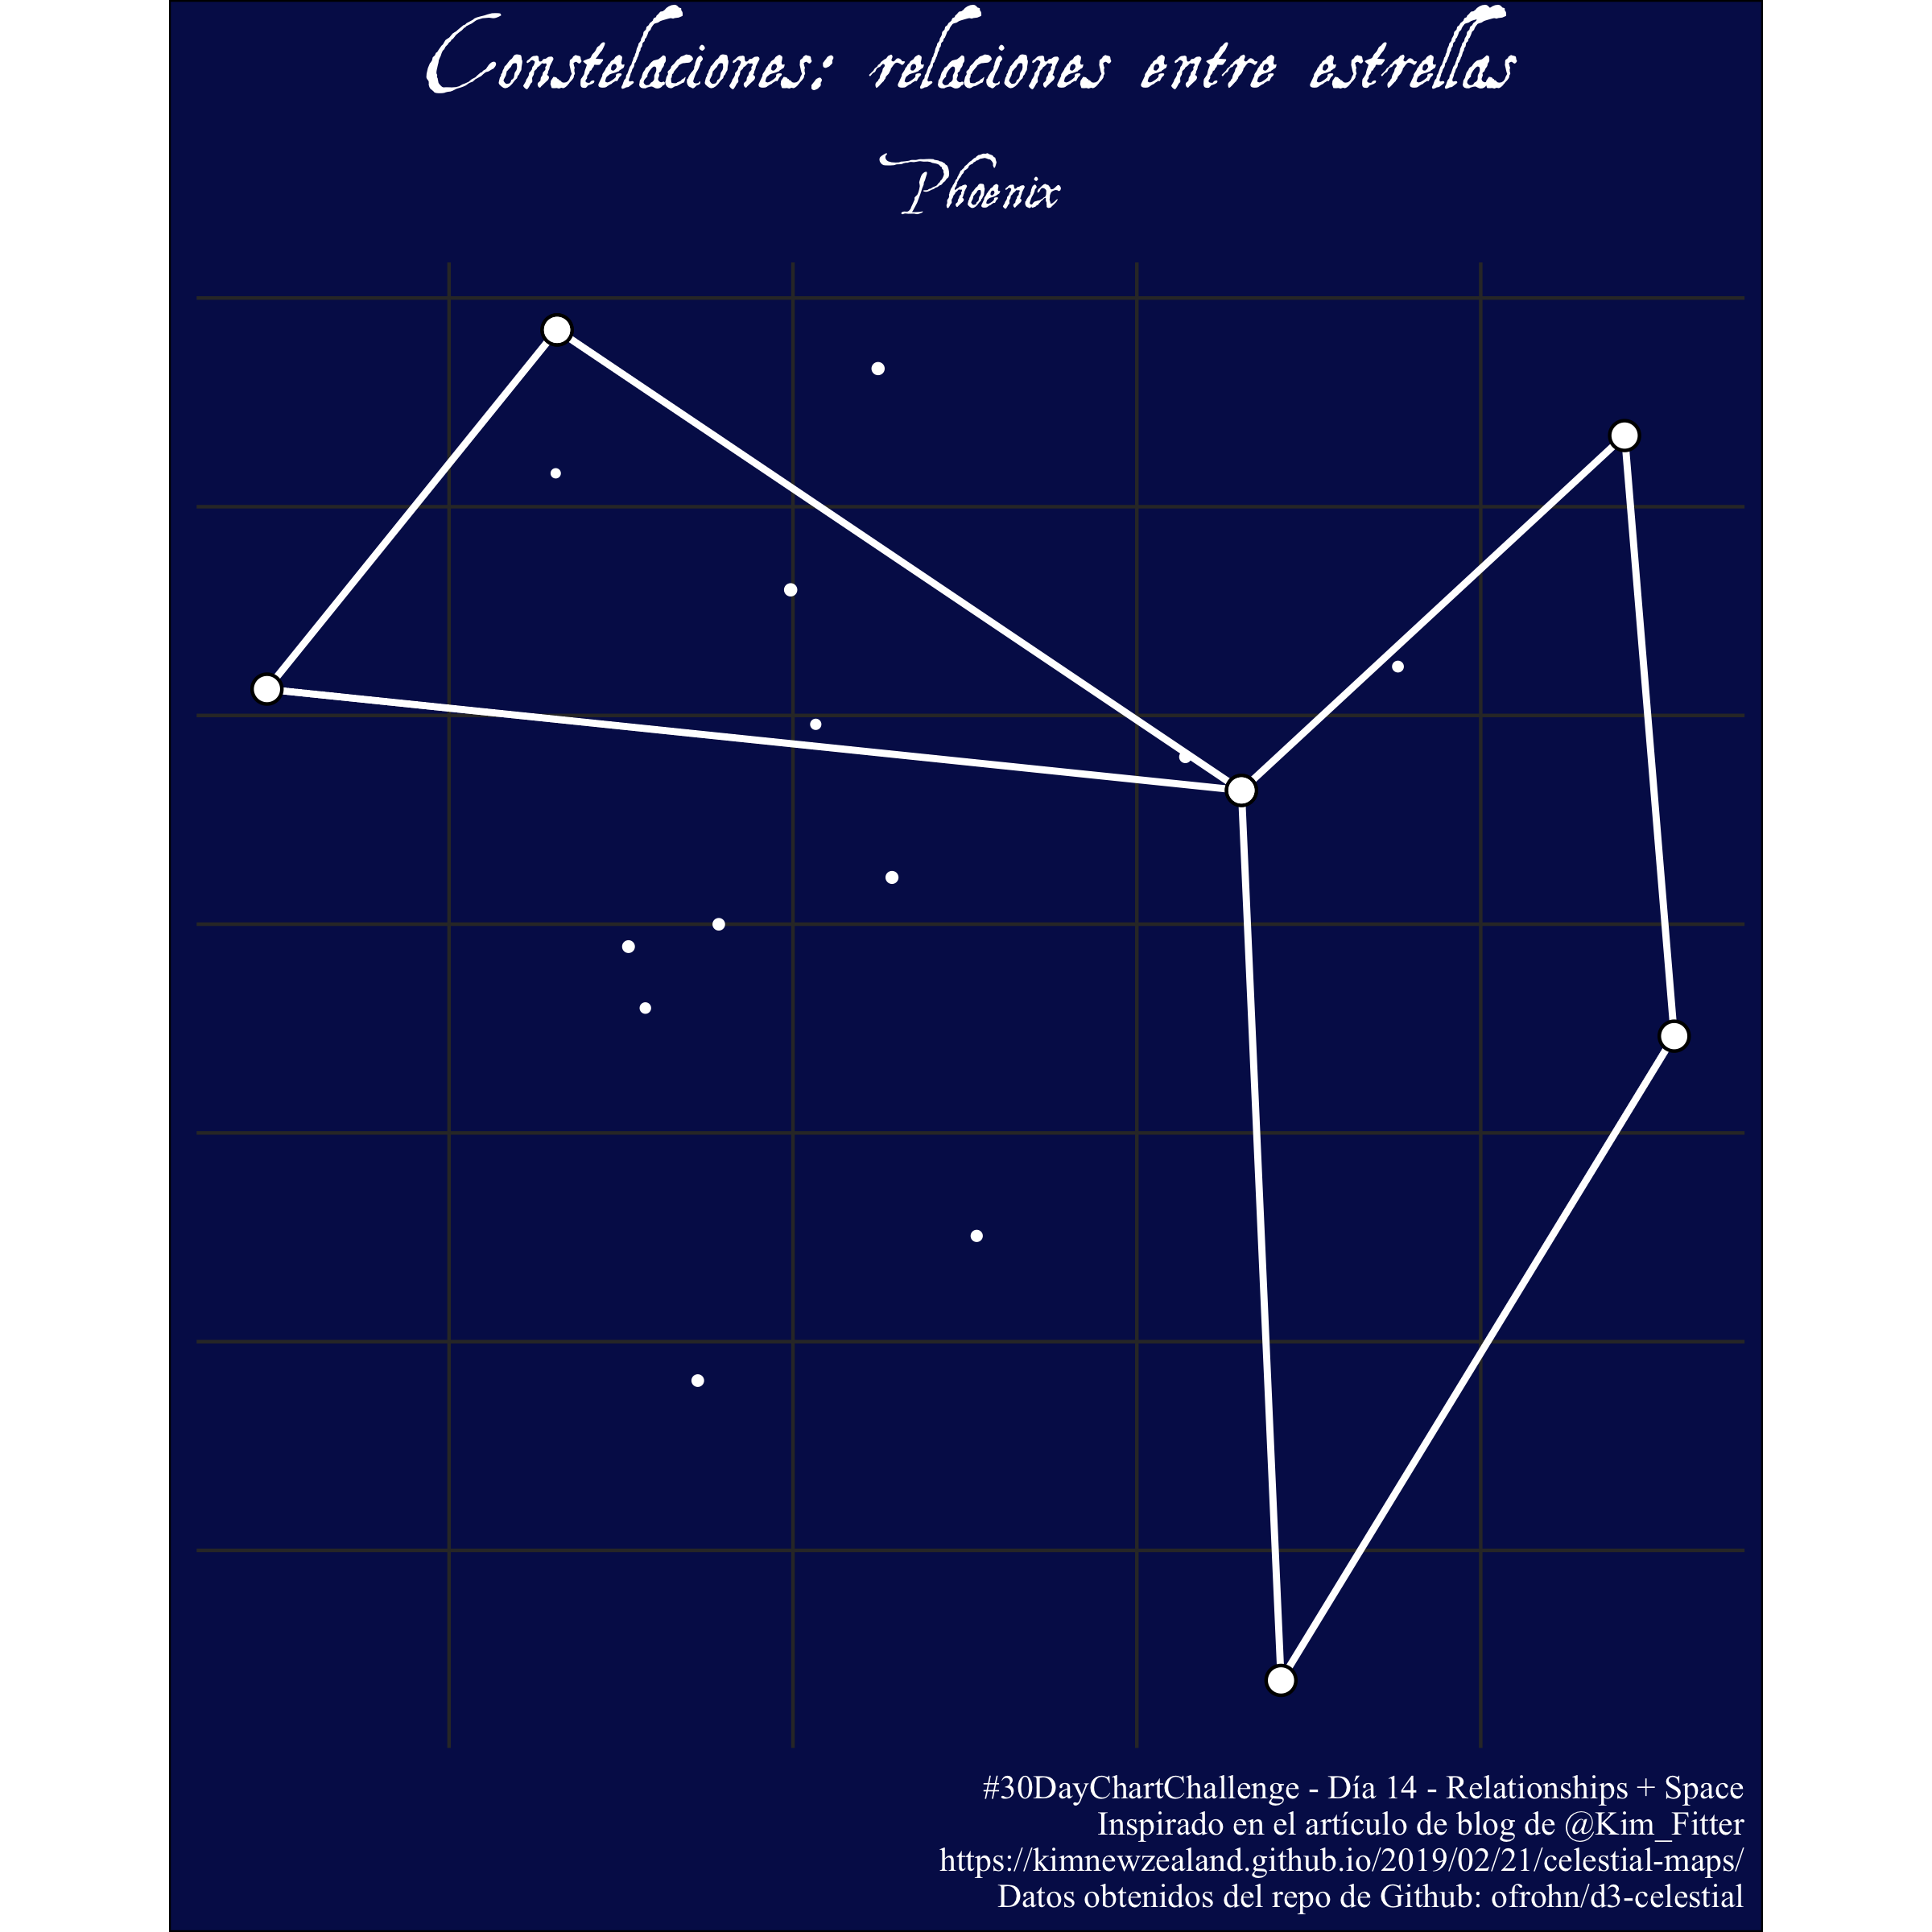 Constelaciones: relaciones entre estrellas
Phoenix
#30DayChartChallenge - Día 14 - Relationships + Space
Inspirado en el artículo de blog de @Kim_Fitter
https://kimnewzealand.github.io/2019/02/21/celestial-maps/
Datos obtenidos del repo de Github: ofrohn/d3-celestial